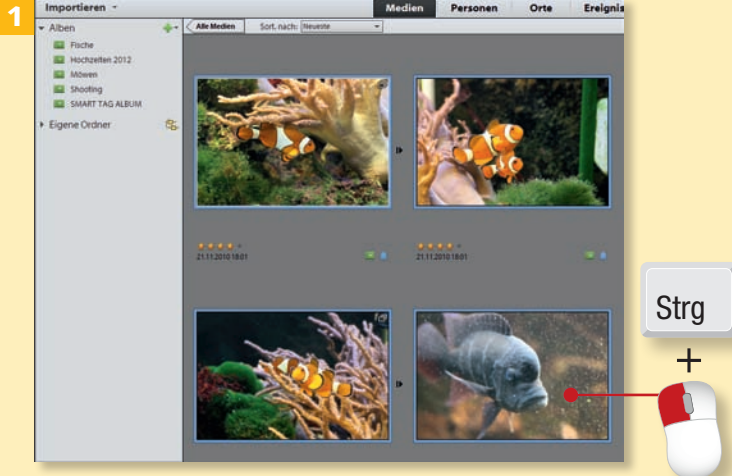 1
Importieren
Medien Personen Orte Ereignis
Alben
Alle Medien Sort. nach: Neueste
Fische
Hochzeiten 2012
Möwen
Shooting
SMART TAG ALBUM
Eigene Ordner
21.11.2010 18:01
21.11.2010 18:01
Strg
+